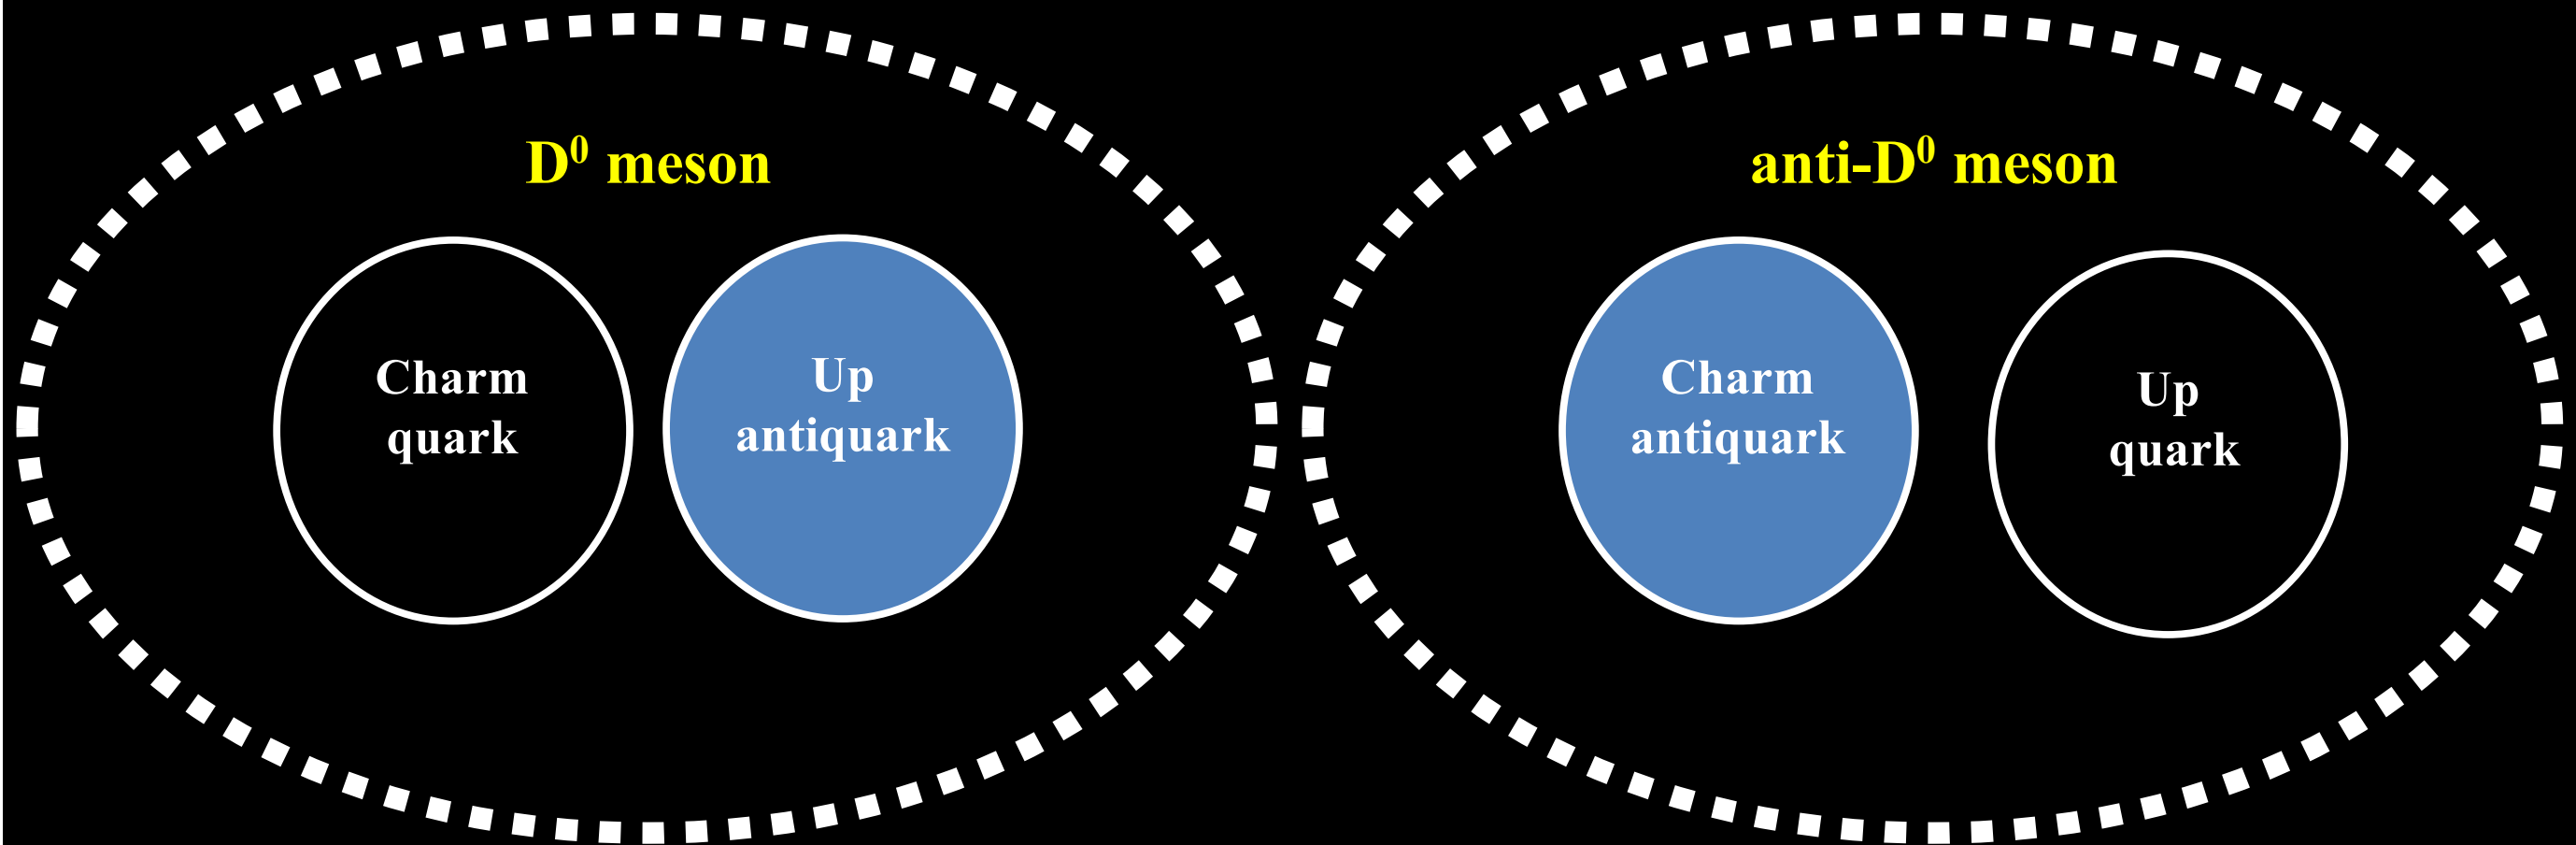 D⁰ meson
Charm
quark
Up
antiquark
anti-D⁰ meson
Charm
antiquark
Up
quark